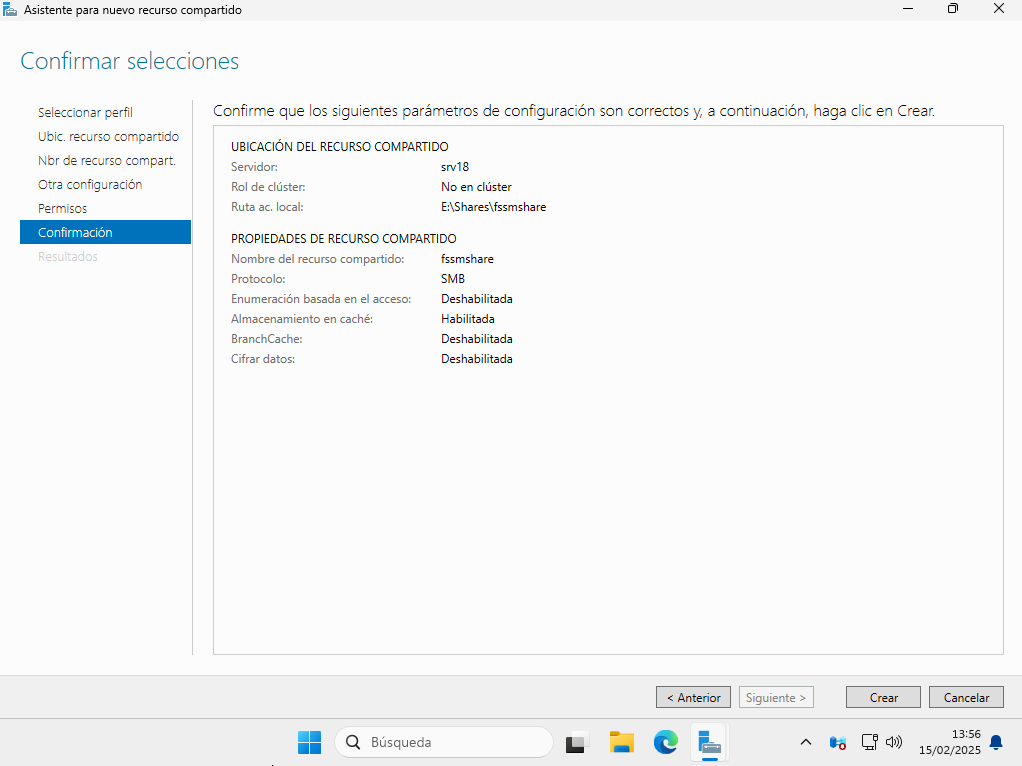 Asistente para nuevo recurso compartido
Confirmar selecciones
Seleccionar perfil
Ubic. recurso compartido
Nbr de recurso compart.
Otra configuración
Permisos
Confirmación
Resultados
Confirme que los siguientes parámetros de configuración son correctos y, a continuación, haga clic en Crear.
UBICACIÓN DEL RECURSO COMPARTIDO
Servidor: srv18
Rol de clúster: No en clúster
Ruta ac. local: E:\Shares\fssmshare
PROPIEDADES DE RECURSO COMPARTIDO
Nombre del recurso compartido: fssmshare
Protocolo: SMB
Enumeración basada en el acceso: Deshabilitada
Almacenamiento en caché: Habilitada
BranchCache: Deshabilitada
Cifrar datos: Deshabilitada
< Anterior Siguiente > Crear Cancelar
Búsqueda
13:56
15/02/2025